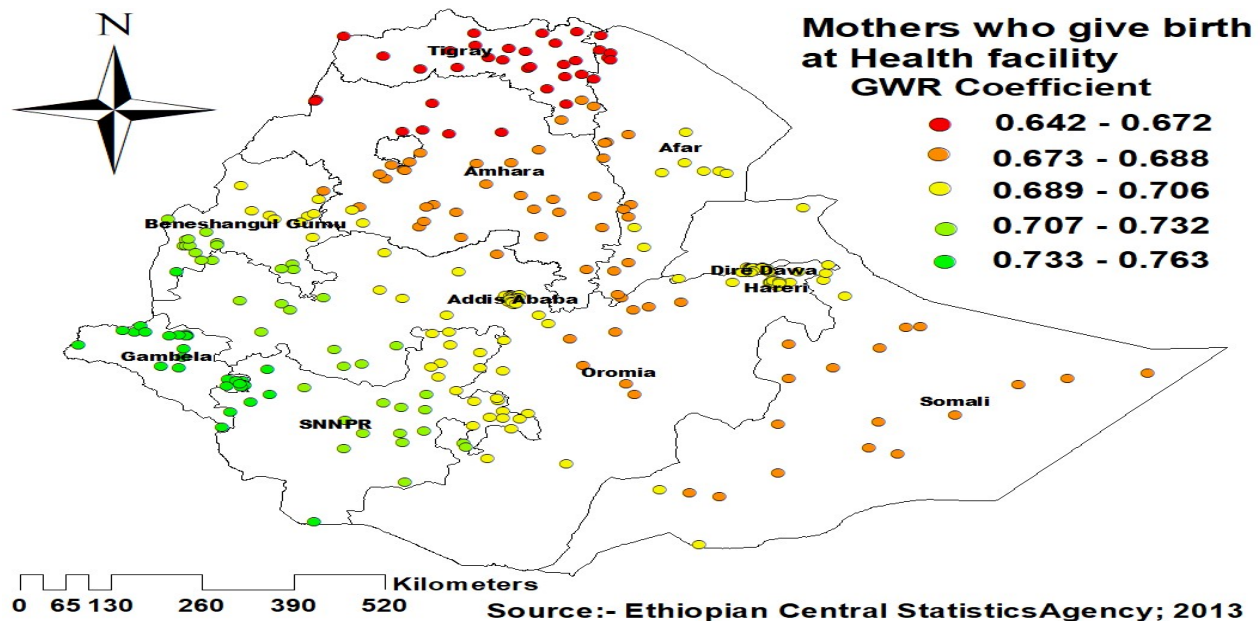 N
Mothers who give birth
at Health facility
GWR Coefficient
0.642 - 0.672
0.673 - 0.688
0.689 - 0.706
0.707 - 0.732
0.733 - 0.763
Tigray
Afar
Amhara
Beneshangul Gumu
Dire Dawa
Hareri
Addis Ababa
Gambela
Oromia
Somali
SNNPR
Kilometers
0 65 130 260 390 520
Source:- Ethiopian Central StatisticsAgency; 2013